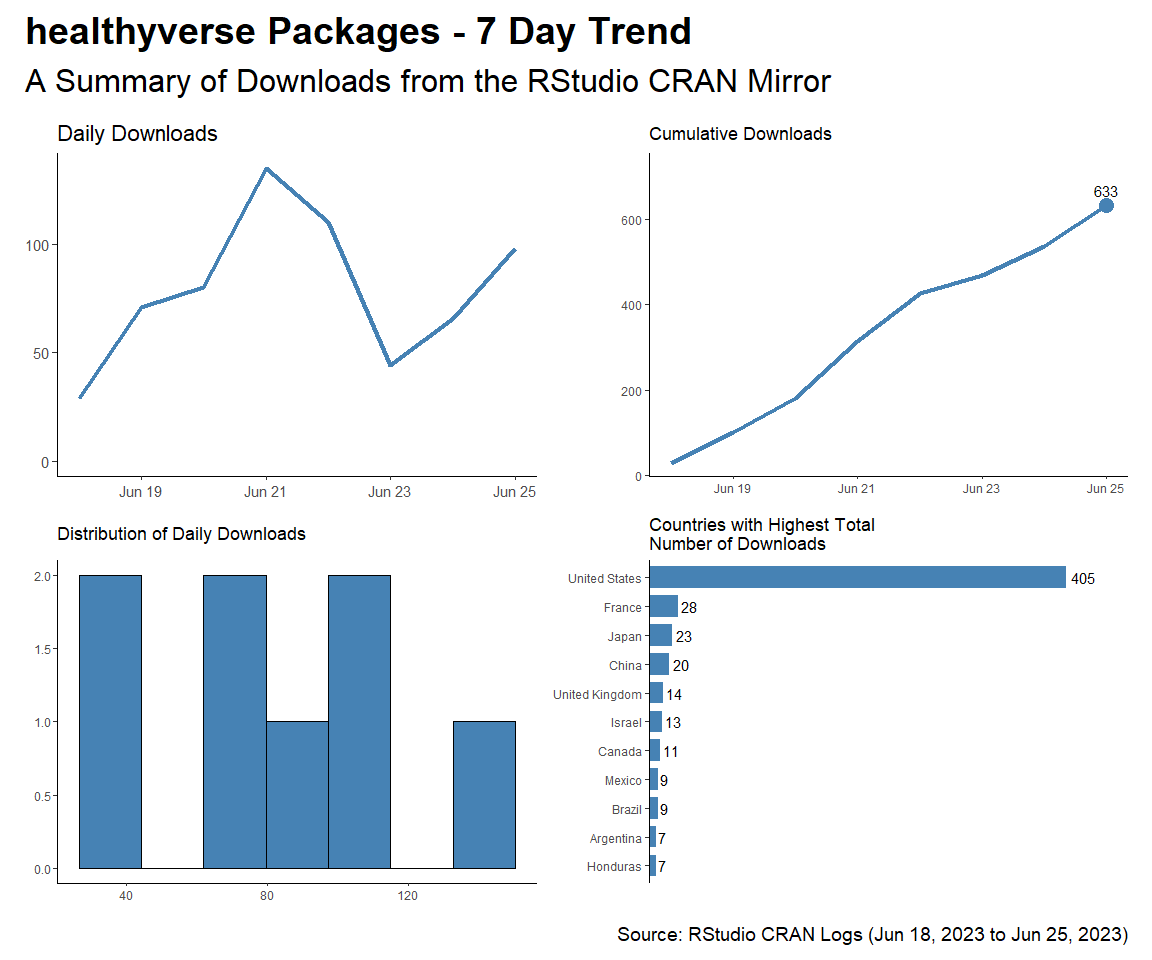 healthyverse Packages - 7 Day Trend
A Summary of Downloads from the RStudio CRAN Mirror
Daily Downloads
100
50
0
Jun 19
Jun 21
Jun 23
Jun 25
Cumulative Downloads
633
600
400
200
0
Jun 19
Jun 21
Jun 23
Jun 25
Distribution of Daily Downloads
2.0
1.5
1.0
0.5
0.0
40
80
120
Countries with Highest Total
Number of Downloads
United States 405
France 28
Japan 23
China 20
United Kingdom 14
Israel 13
Canada 11
Mexico 9
Brazil 9
Argentina 7
Honduras 7
Source: RStudio CRAN Logs (Jun 18, 2023 to Jun 25, 2023)